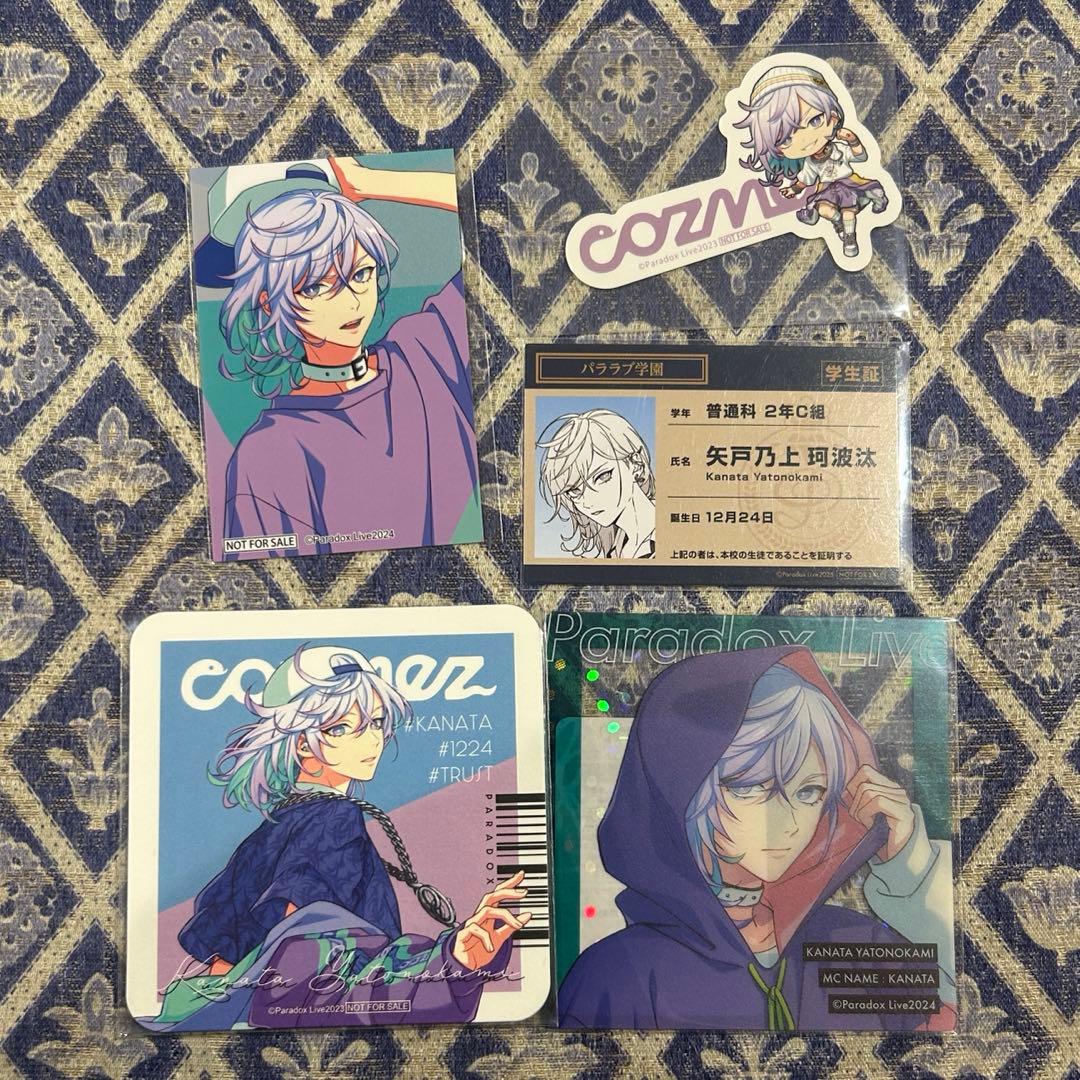 cozme
©Paradox Live2023 NOT FOR SALE
NOT FOR SALE ©Paradox Live2024
パラライブ学園
学生証
学年 普通科 2年C組
氏名 矢戸乃上 珂波汰
Kanata Yatonokami
誕生日 12月24日
上記の者は、本校の生徒であることを証明する
©Paradox Live2025 NOT FOR SALE
cozmez
#KANATA
#1224
#TRUST
PARADOX
Kanata Yatonokami
©Paradox Live2023 NOT FOR SALE
Paradox Live
KANATA YATONOKAMI
MC NAME : KANATA
©Paradox Live2024